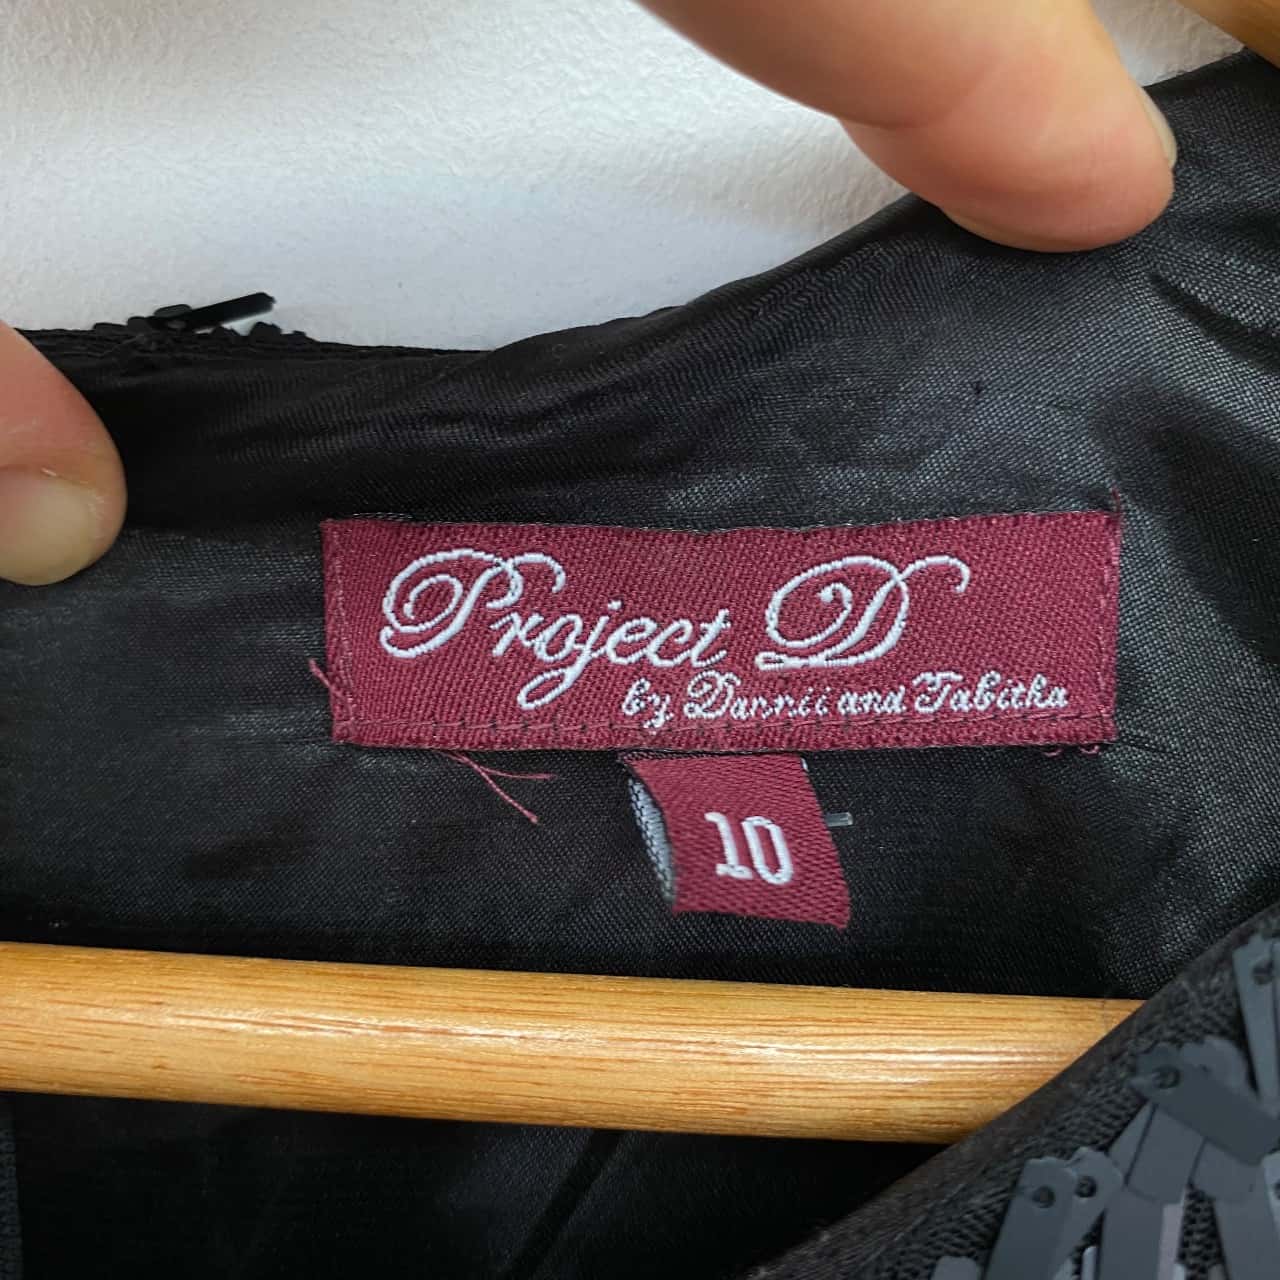 Project D
by Dannii and Tabitha
10